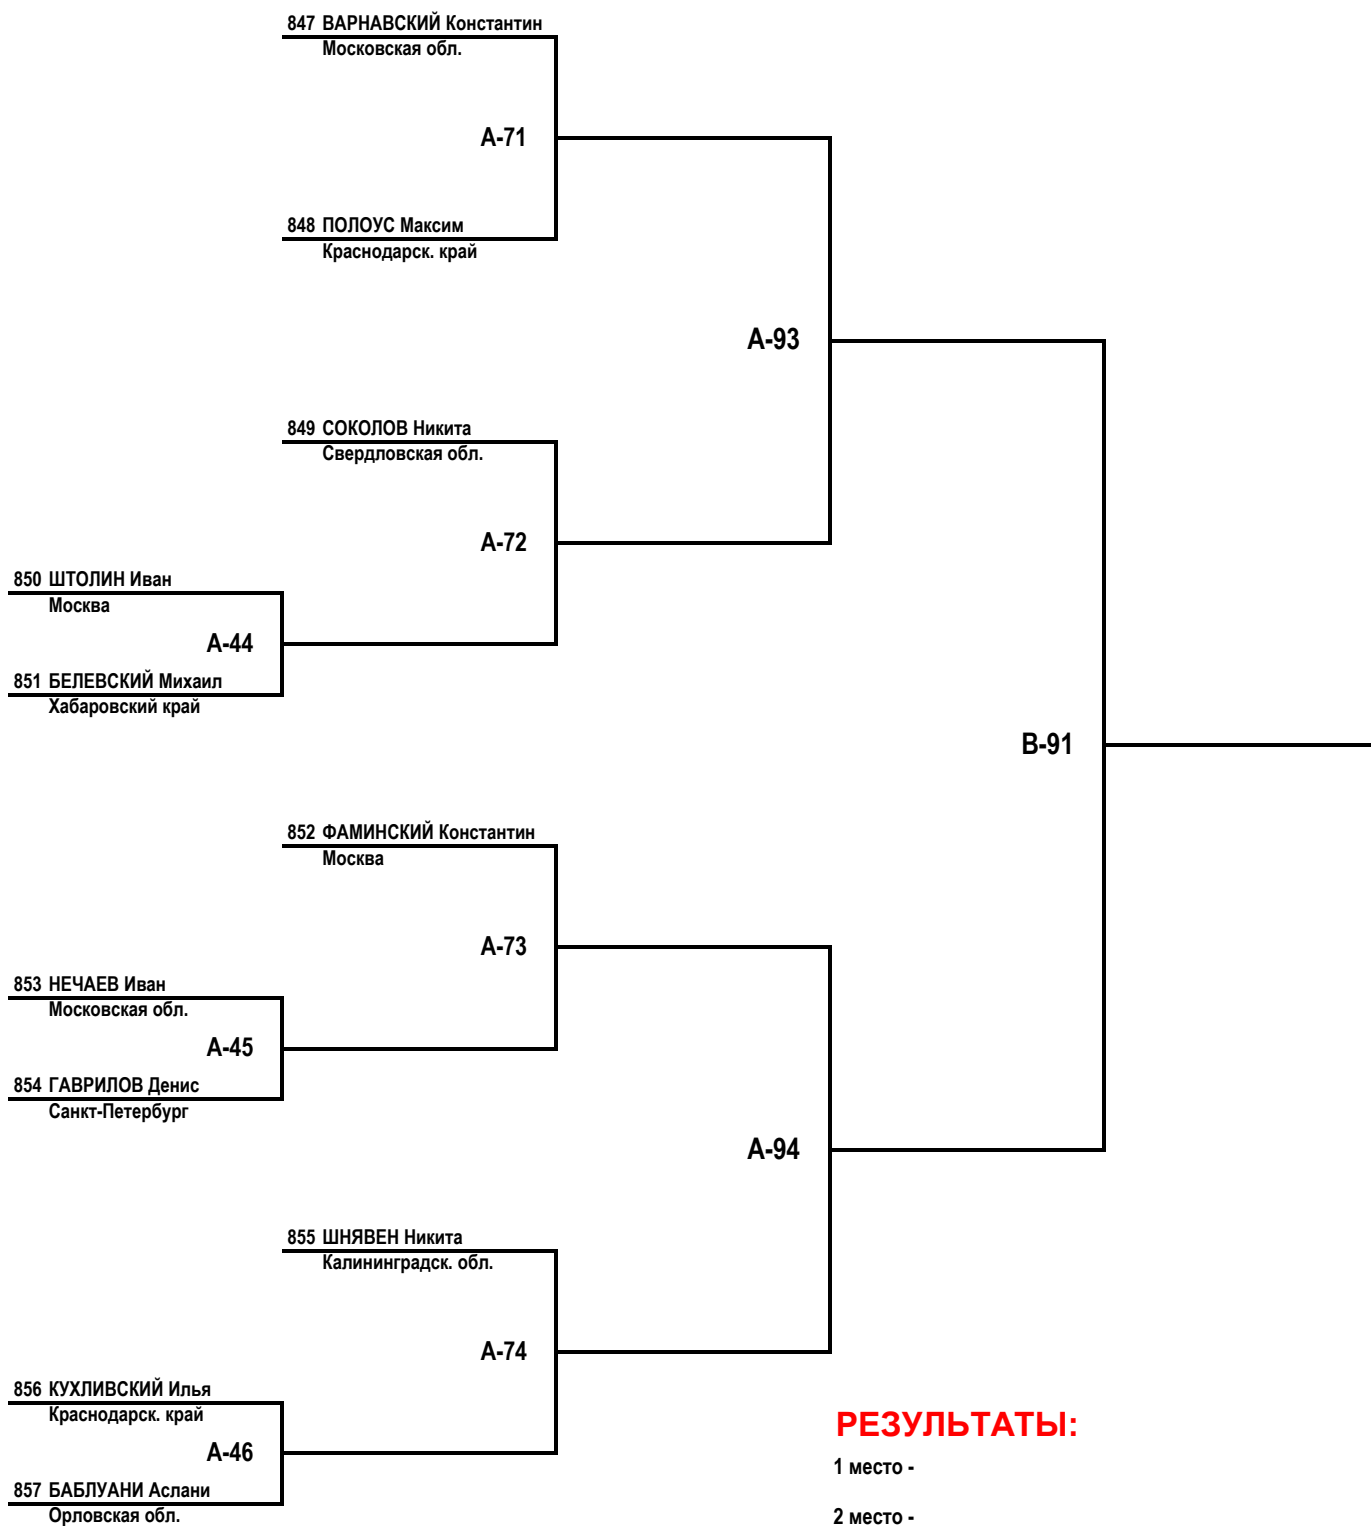 847 ВАРНАВСКИЙ Константин
Московская обл.
А-71
848 ПОЛОУС Максим
Краснодарск. край
А-93
849 СОКОЛОВ Никита
Свердловская обл.
А-72
850 ШТОЛИН Иван
Москва
А-44
851 БЕЛЕВСКИЙ Михаил
Хабаровский край
В-91
852 ФАМИНСКИЙ Константин
Москва
А-73
853 НЕЧАЕВ Иван
Московская обл.
А-45
854 ГАВРИЛОВ Денис
Санкт-Петербург
А-94
855 ШНЯВЕН Никита
Калининградск. обл.
А-74
856 КУХЛИВСКИЙ Илья
Краснодарск. край
А-46
857 БАБЛУАНИ Аслани
Орловская обл.
РЕЗУЛЬТАТЫ:
1 место -
2 место -